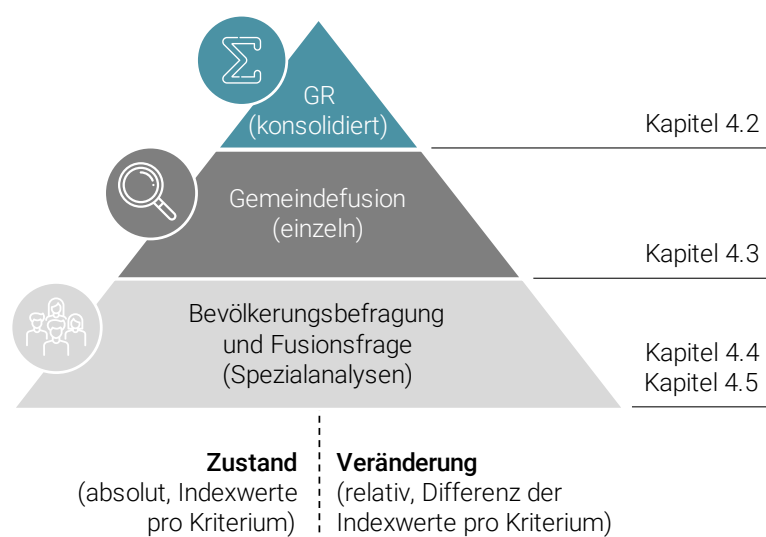 GR
(konsolidiert)
Kapitel 4.2
Gemeindefusion
(einzeln)
Kapitel 4.3
Bevölkerungsbefragung
und Fusionsfrage
(Spezialanalysen)
Kapitel 4.4
Kapitel 4.5
Zustand
(absolut, Indexwerte
pro Kriterium)
Veränderung
(relativ, Differenz der
Indexwerte pro Kriterium)